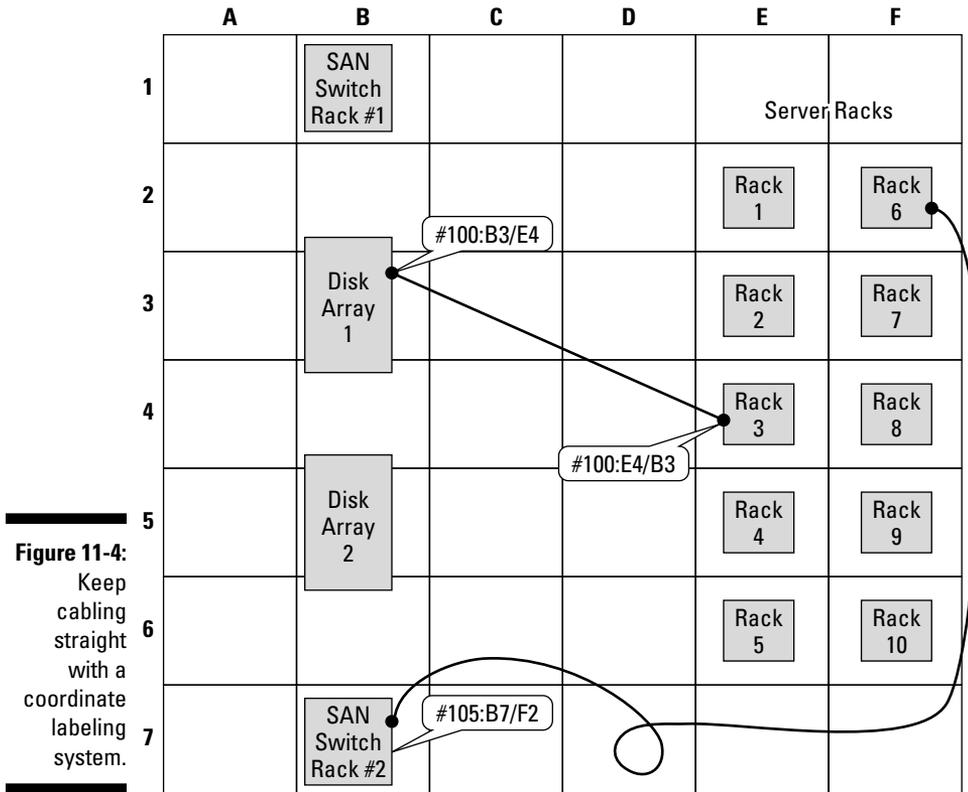 A B C D E F
1
SAN
Switch
Rack #1
Server Racks
2
Rack
1
Rack
6
#100:B3/E4
3
Disk
Array
1
Rack
2
Rack
7
4
Rack
3
Rack
8
#100:E4/B3
5
Disk
Array
2
Rack
4
Rack
9
6
Rack
5
Rack
10
7
SAN
Switch
Rack #2
#105:B7/F2
Figure 11-4:
Keep
cabling
straight
with a
coordinate
labeling
system.